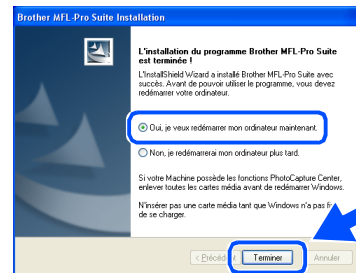 Brother MFL-Pro Suite Installation
L'installation du programme Brother MFL-Pro Suite
est terminée !
L'InstallShield Wizard a installé Brother MFL-Pro Suite avec
succès. Avant de pouvoir utiliser le programme, vous devez
redémarrer votre ordinateur.
Oui, je veux redémarrer mon ordinateur maintenant.
Non, je redémarrerai mon ordinateur plus tard.
Si votre Machine possède les fonctions PhotoCapture Center,
enlever toutes les cartes média avant de redémarrer Windows.
N'insérer pas une carte média tant que Windows n'a pas
de se charger.
< Précédent
Terminer
Annuler